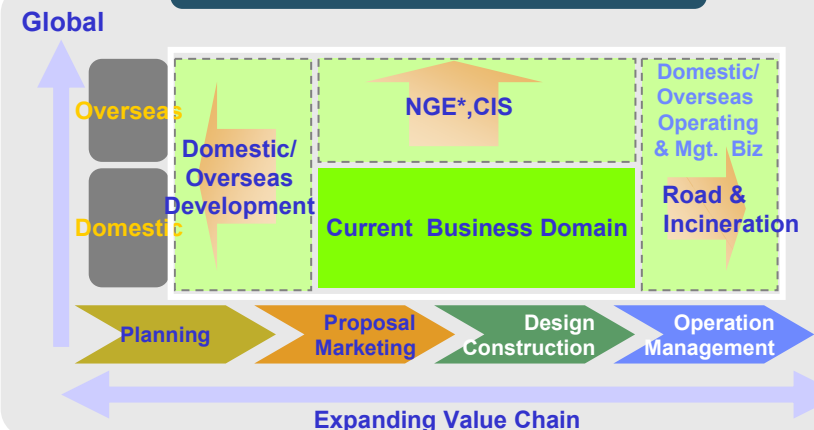 Global
Overseas
Domestic
Domestic/
Overseas
Development
NGE*,CIS
Current Business Domain
Domestic/
Overseas
Operating
& Mgt. Biz
Road &
Incineration
Planning
Proposal
Marketing
Design
Construction
Operation
Management
Expanding Value Chain